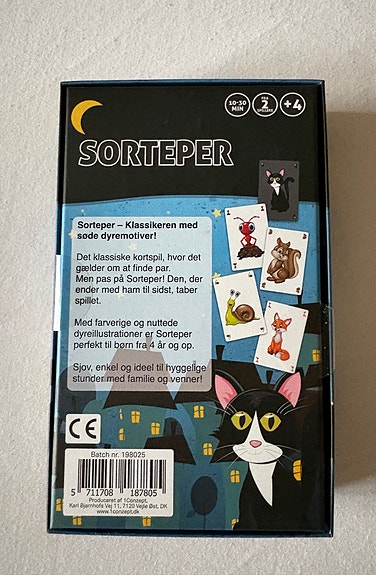 10-30
MIN
FRA
2
SPILLERE
+4
SORTEPER
Sorteper – Klassikeren med
søde dyremotiver!
Det klassiske kortspil, hvor det
gælder om at finde par.
Men pas på Sorteper! Den, der
ender med ham til sidst, taber
spillet.
Med farverige og nuttede
dyreillustrationer er Sorteper
perfekt til børn fra 4 år og op.
Sjov, enkel og ideel til hyggelige
stunder med familie og venner!
CE
Batch nr. 198025
5 711708 187805
Produceret af 1Conzept,
Karl Bjarnhofs Vej 11, 7120 Vejle Øst, DK
www.1conzept.dk